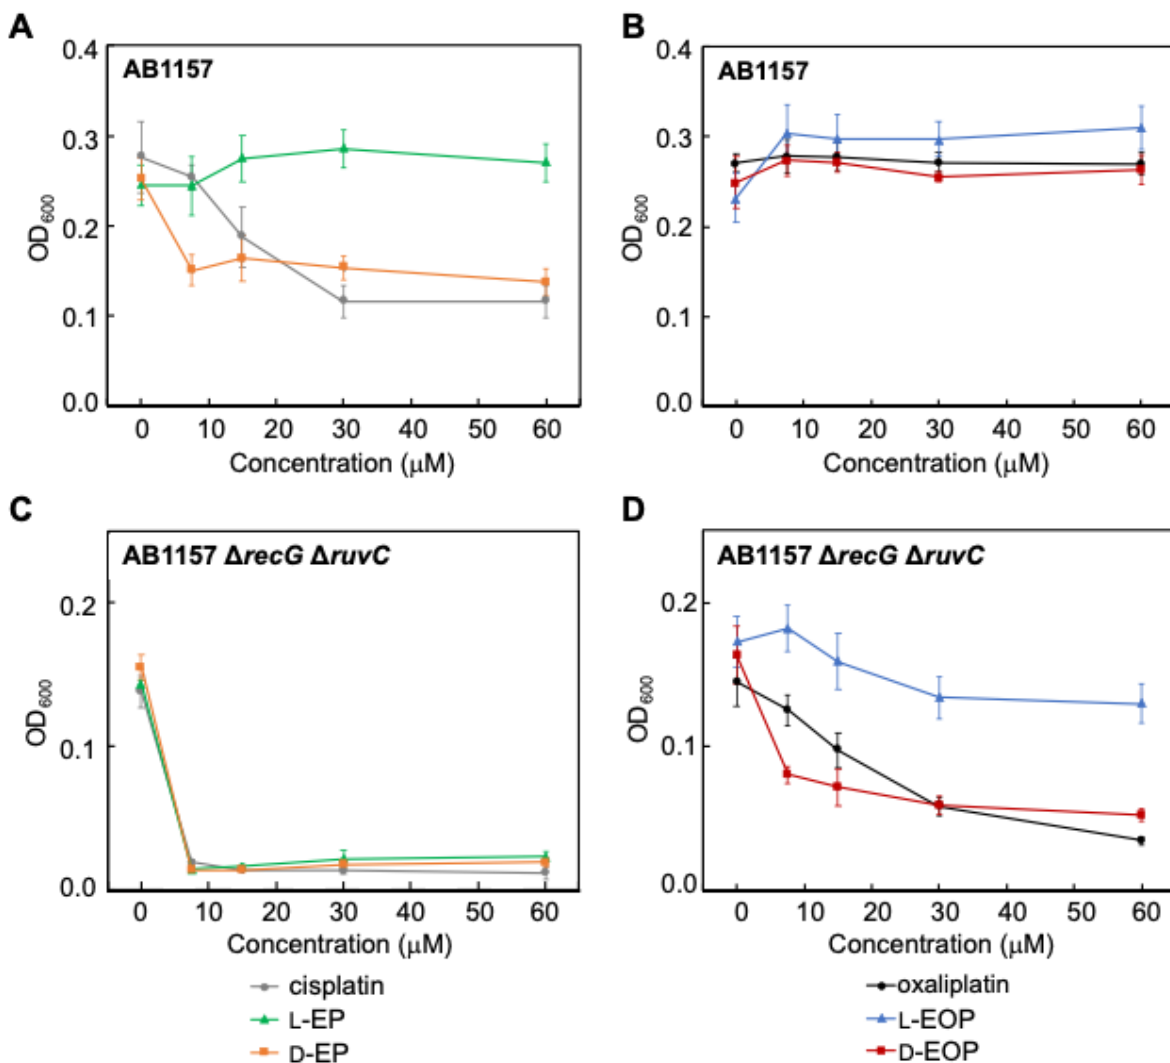 A
AB1157
0.4
0.3
0.2
0.1
0.0
OD600
0 10 20 30 40 50 60
Concentration (μM)
B
AB1157
0.4
0.3
0.2
0.1
0.0
OD600
0 10 20 30 40 50 60
Concentration (μM)
C
AB1157 ΔrecG ΔruvC
0.2
0.1
0.0
OD600
0 10 20 30 40 50 60
Concentration (μM)
cisplatin
L-EP
D-EP
D
AB1157 ΔrecG ΔruvC
0.2
0.1
0.0
OD600
0 10 20 30 40 50 60
Concentration (μM)
oxaliplatin
L-EOP
D-EOP